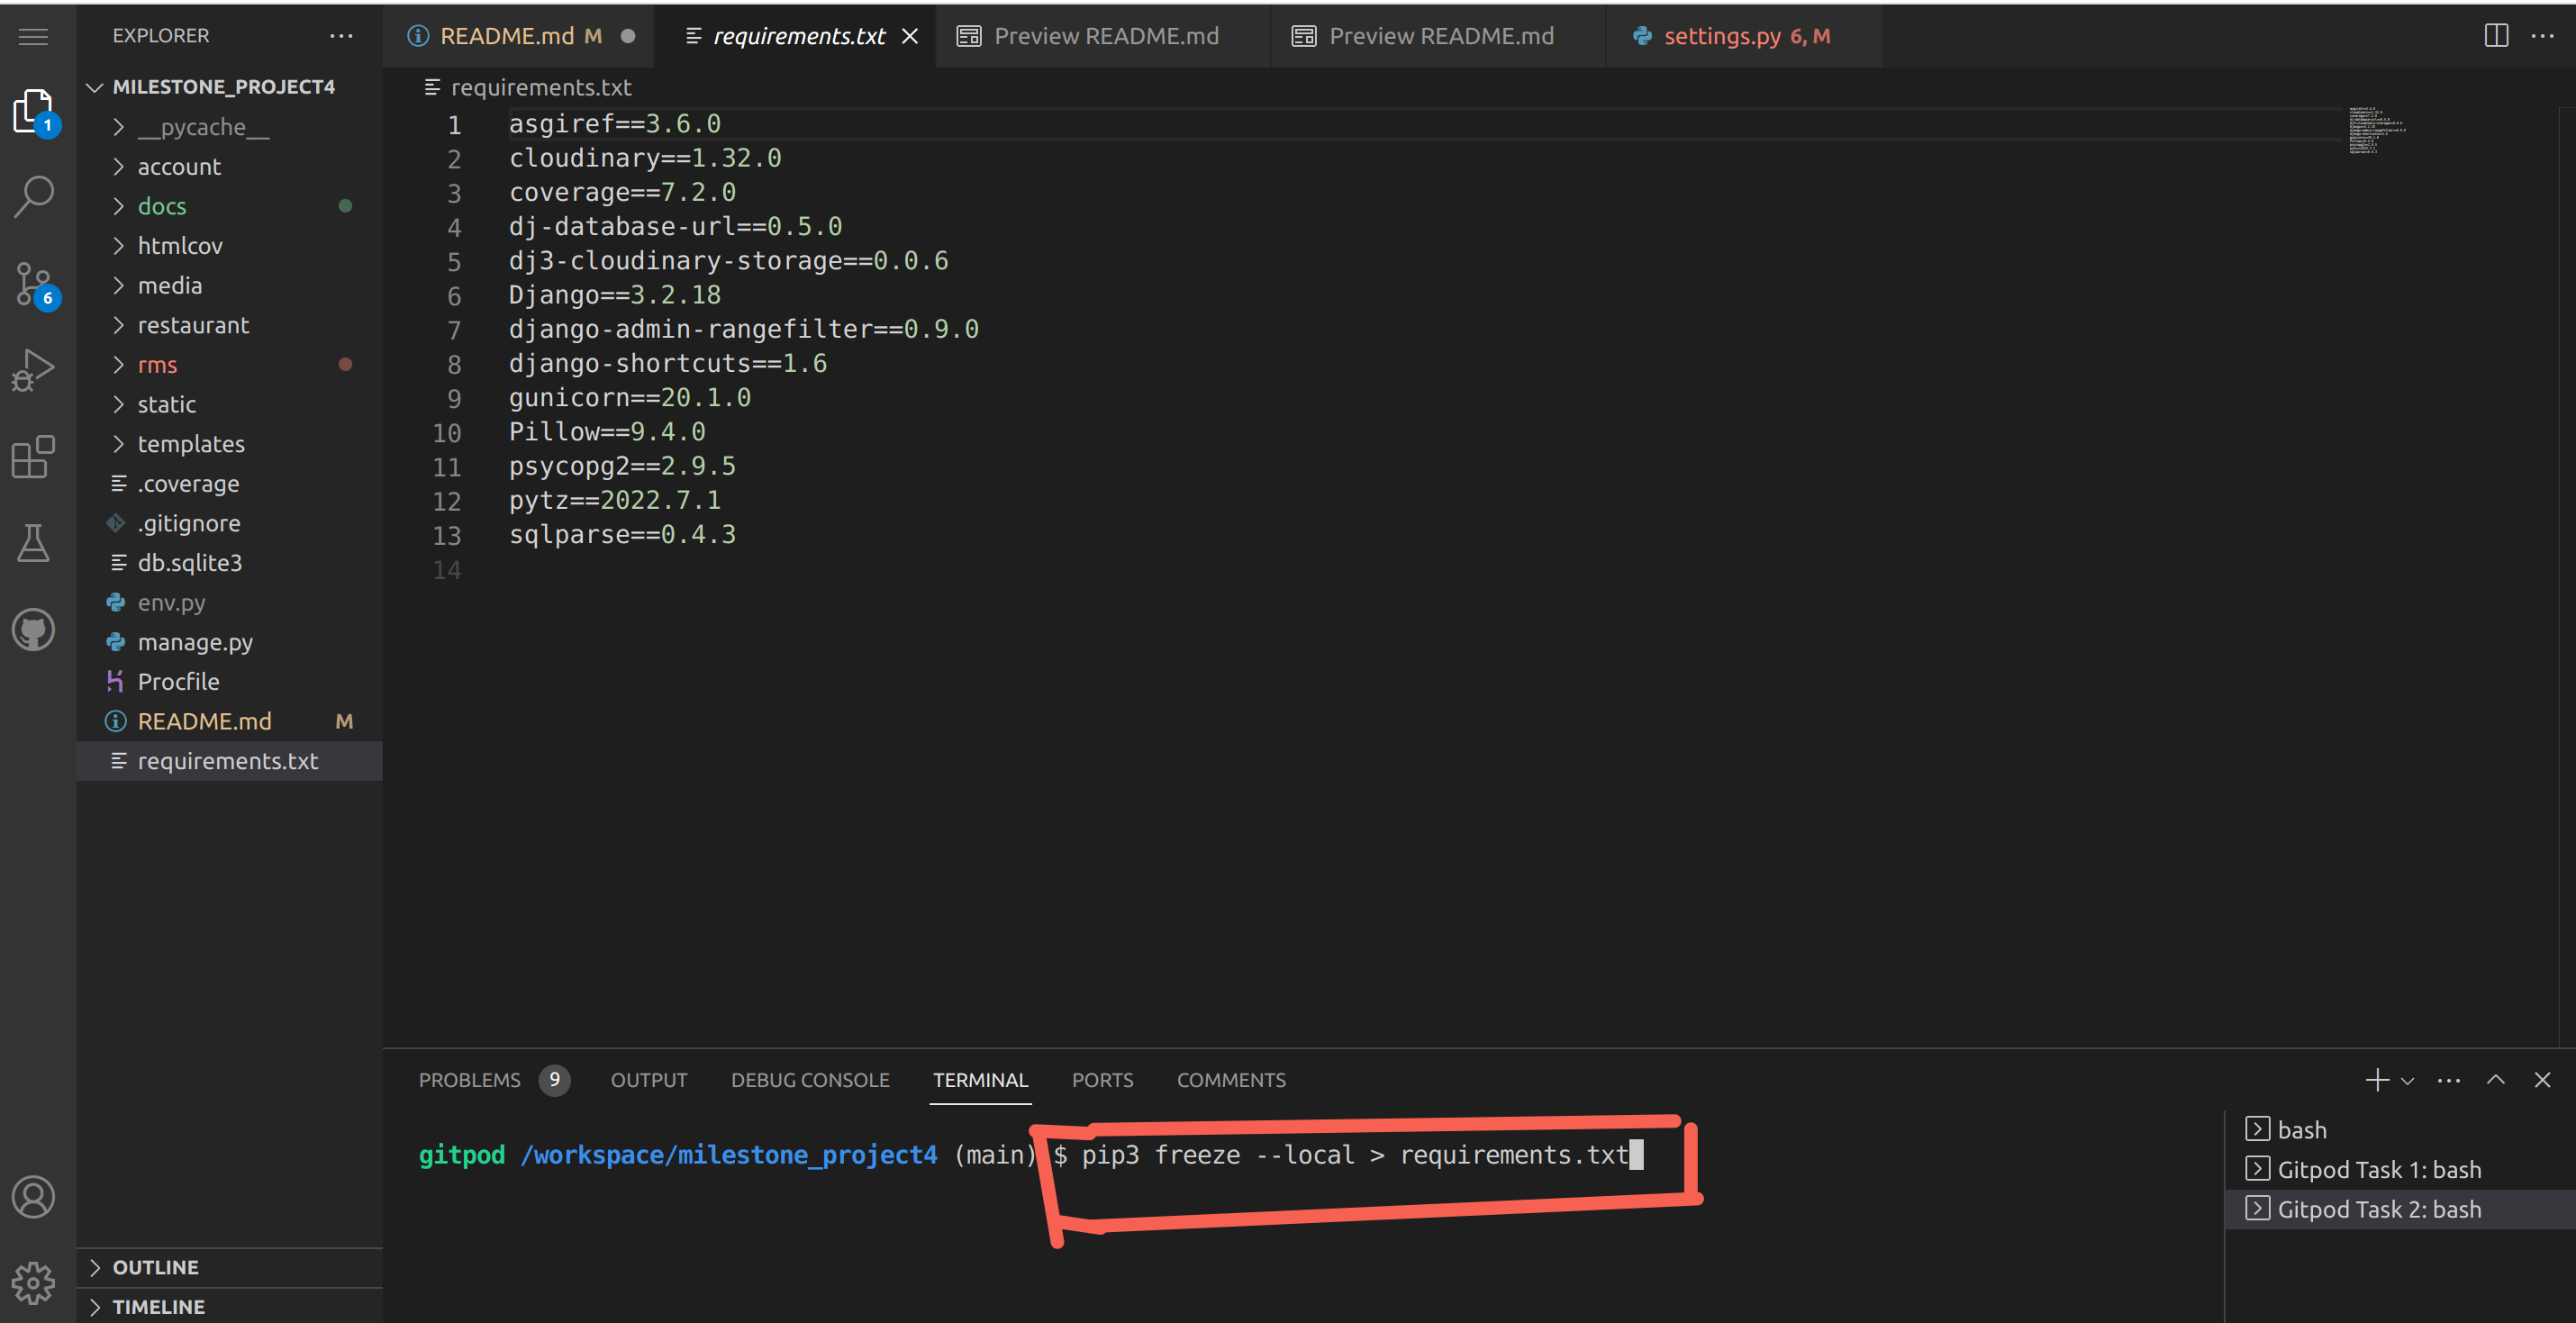 EXPLORER
README.md M
requirements.txt
Preview README.md
Preview README.md
settings.py 6, M
MILESTONE_PROJECT4
1
6
__pycache__
account
docs
htmlcov
media
restaurant
rms
static
templates
.coverage
.gitignore
db.sqlite3
env.py
manage.py
Procfile
README.md M
requirements.txt
OUTLINE
TIMELINE
requirements.txt
1 asgiref==3.6.0
2 cloudinary==1.32.0
3 coverage==7.2.0
4 dj-database-url==0.5.0
5 dj3-cloudinary-storage==0.0.6
6 Django==3.2.18
7 django-admin-rangefilter==0.9.0
8 django-shortcuts==1.6
9 gunicorn==20.1.0
10 Pillow==9.4.0
11 psycopg2==2.9.5
12 pytz==2022.7.1
13 sqlparse==0.4.3
14
PROBLEMS 9 OUTPUT DEBUG CONSOLE TERMINAL PORTS COMMENTS
gitpod /workspace/milestone_project4 (main) $ pip3 freeze --local > requirements.txt
bash
Gitpod Task 1: bash
Gitpod Task 2: bash